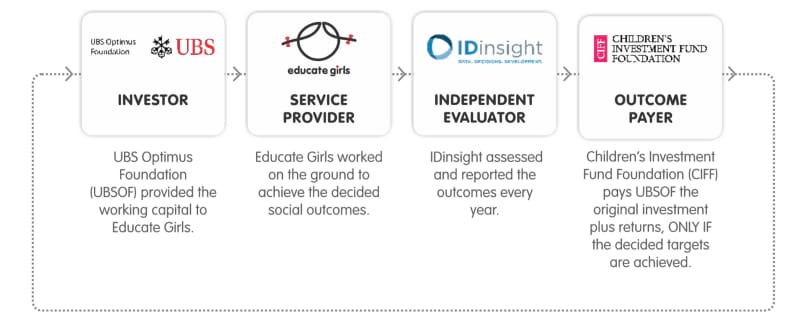 UBS Optimus
Foundation
UBS
educate girls
IDinsight
DATA. DECISIONS. DEVELOPMENT.
CIFF
CHILDREN'S
INVESTMENT FUND
FOUNDATION
INVESTOR
SERVICE
PROVIDER
INDEPENDENT
EVALUATOR
OUTCOME
PAYER
UBS Optimus
Foundation
(UBSOF) provided the
working capital to
Educate Girls.
Educate Girls worked
on the ground to
achieve the decided
social outcomes.
IDinsight assessed
and reported the
outcomes every
year.
Children's Investment
Fund Foundation (CIFF)
pays UBSOF the
original investment
plus returns, ONLY IF
the decided targets
are achieved.